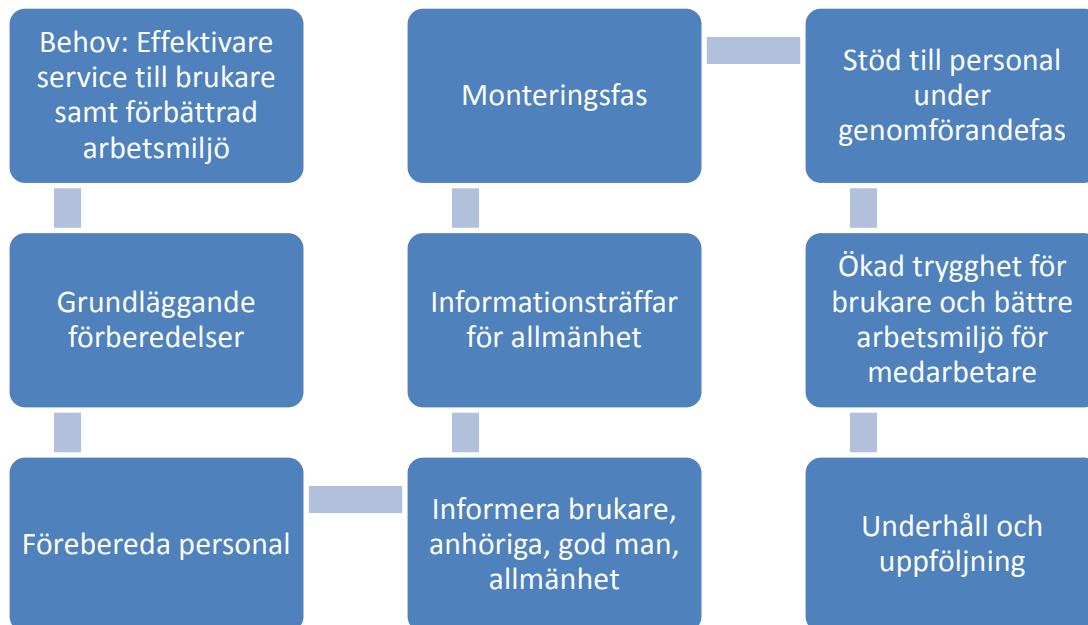 Behov: Effektivare
service till brukare
samt förbättrad
arbetsmiljö
Grundläggande
förberedelser
Förebereda personal
Informera brukare,
anhöriga, god man,
allmänhet
Informationsträffar
för allmänhet
Monteringsfas
Stöd till personal
under
genomförandefas
Ökad trygghet för
brukare och bättre
arbetsmiljö för
medarbetare
Underhåll och
uppföljning